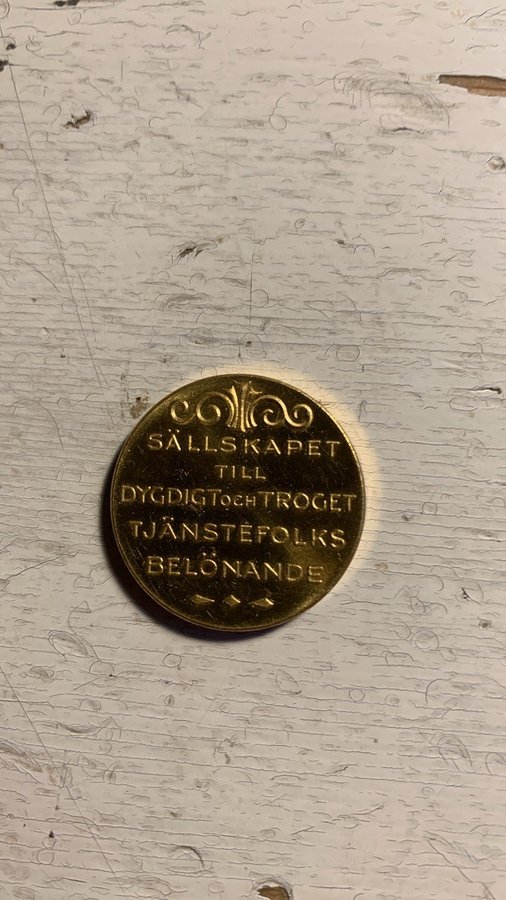 SÄLLSKAPET
TILL
DYGDIGT OCH TROGET
TJÄNSTEFOLKS
BELÖNANDE